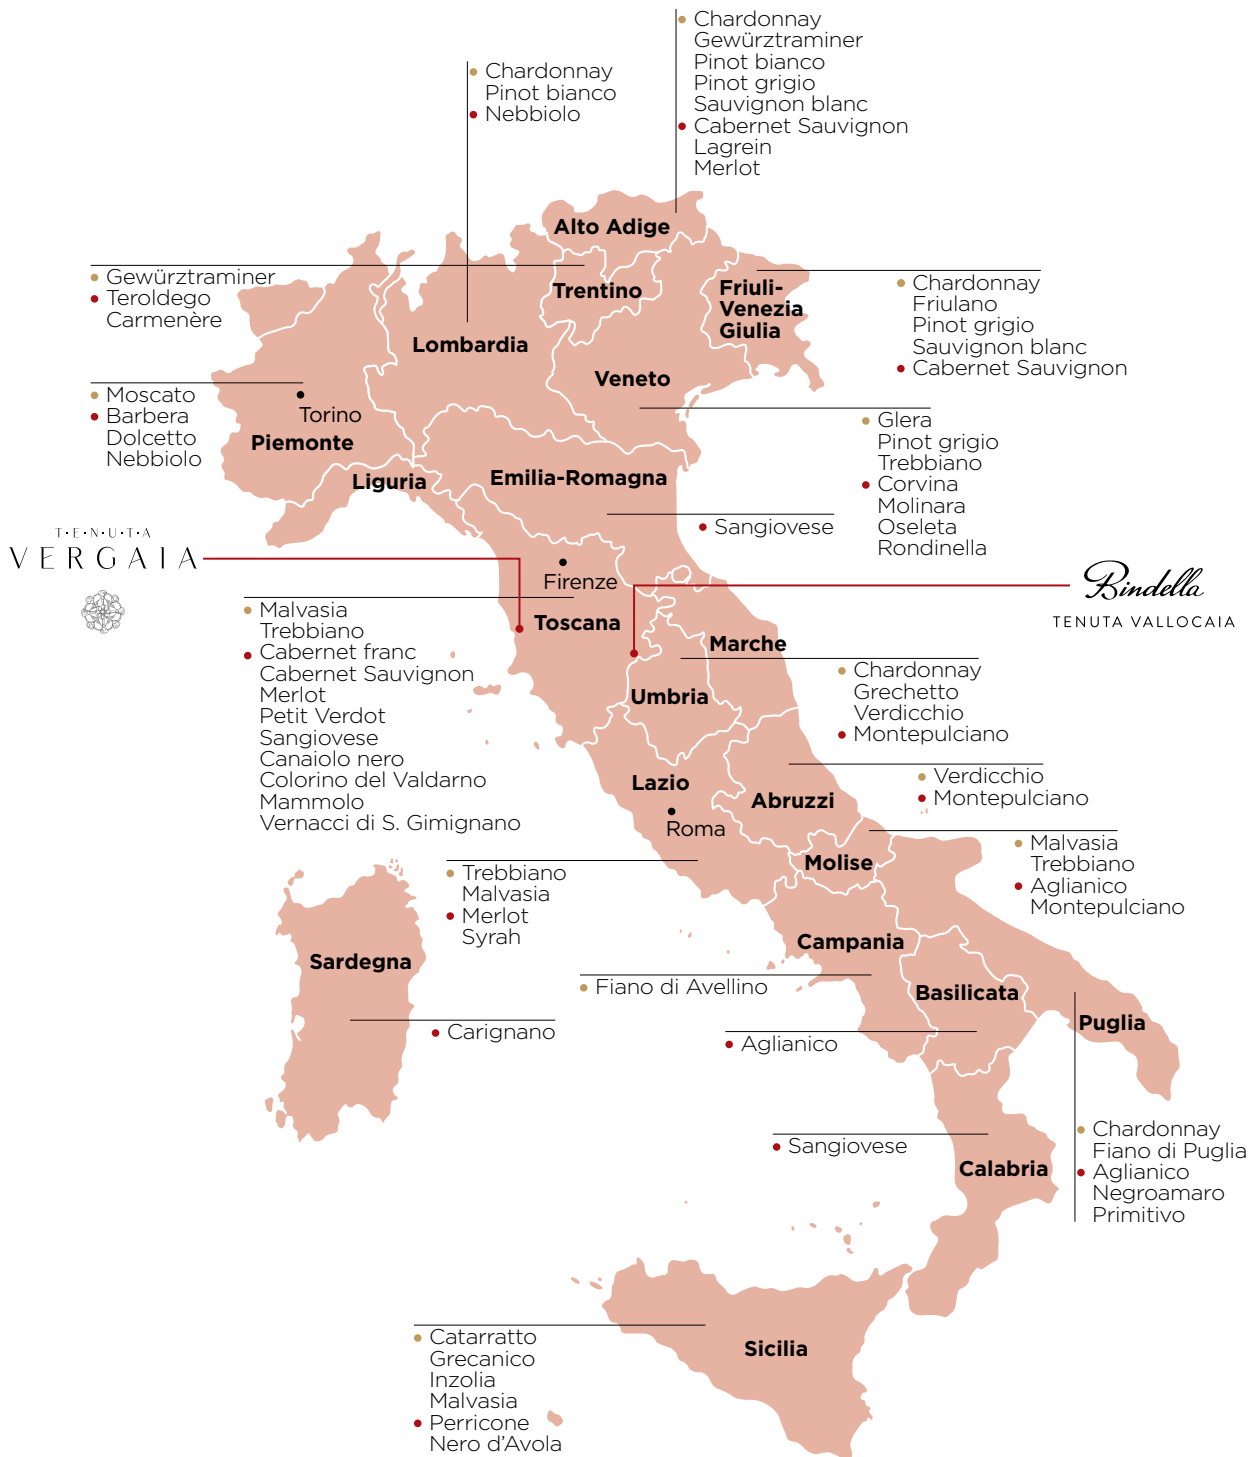 Chardonnay
Gewürztraminer
Pinot bianco
Pinot grigio
Sauvignon blanc
Cabernet Sauvignon
Lagrein
Merlot
Chardonnay
Pinot bianco
Nebbiolo
Alto Adige
Gewürztraminer
Teroldego
Carmenère
Trentino
Friuli-
Venezia
Giulia
Chardonnay
Friulano
Pinot grigio
Sauvignon blanc
Cabernet Sauvignon
Lombardia
Veneto
Moscato
Barbera
Dolcetto
Nebbiolo
Torino
Piemonte
Glera
Pinot grigio
Trebbiano
Corvina
Molinara
Oseleta
Rondinella
Liguria
Emilia-Romagna
Sangiovese
T·E·N·U·T·A
VERGAIA
Firenze
Bindella
TENUTA VALLOCAIA
Toscana
Malvasia
Trebbiano
Cabernet franc
Cabernet Sauvignon
Merlot
Petit Verdot
Sangiovese
Canaiolo nero
Colorino del Valdarno
Mammolo
Vernacci di S. Gimignano
Marche
Umbria
Chardonnay
Grechetto
Verdicchio
Montepulciano
Lazio
Roma
Abruzzi
Verdicchio
Montepulciano
Molise
Malvasia
Trebbiano
Aglianico
Montepulciano
Trebbiano
Malvasia
Merlot
Syrah
Sardegna
Carignano
Campania
Fiano di Avellino
Basilicata
Aglianico
Puglia
Chardonnay
Fiano di Puglia
Aglianico
Negroamaro
Primitivo
Sangiovese
Calabria
Sicilia
Catarratto
Grecanico
Inzolia
Malvasia
Perricone
Nero d'Avola